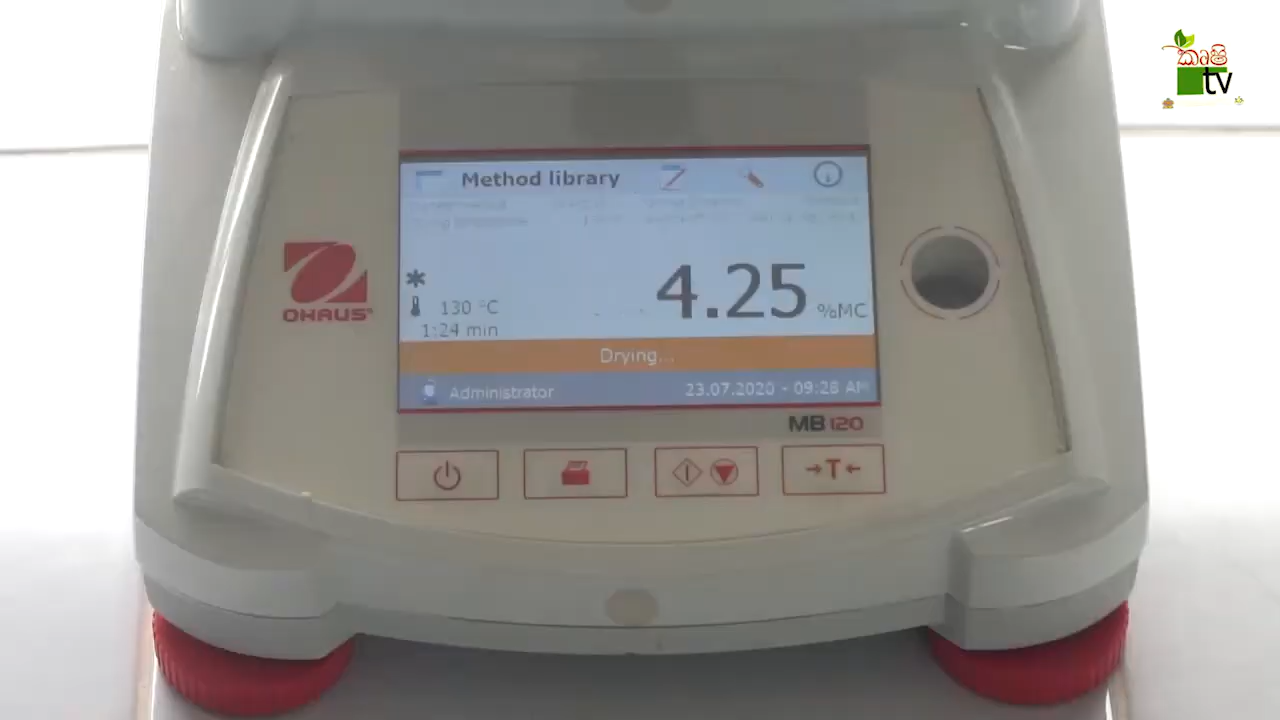 කෘෂි
tv
Method library
4.25 %MC
130 °C
1:24 min
Drying...
Administrator
23.07.2020 - 09:28 AM
OHAUS
MB120
→T←